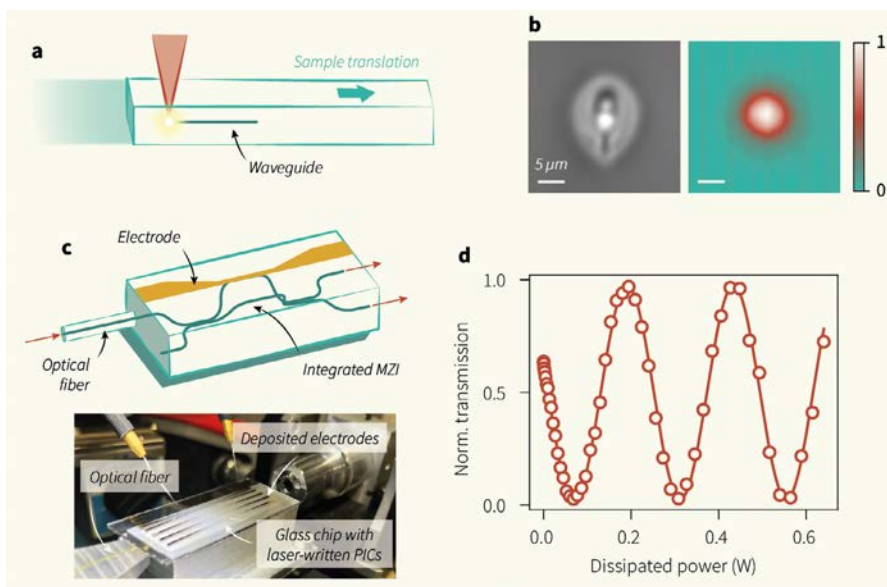 a
Sample translation
Waveguide
b
5 µm
1
0
c
Electrode
Optical
fiber
Integrated MZI
Deposited electrodes
Optical fiber
Glass chip with
laser-written PICs
d
Norm. transmission
1.0
0.5
0.0
0.0
0.2
0.4
0.6
Dissipated power (W)